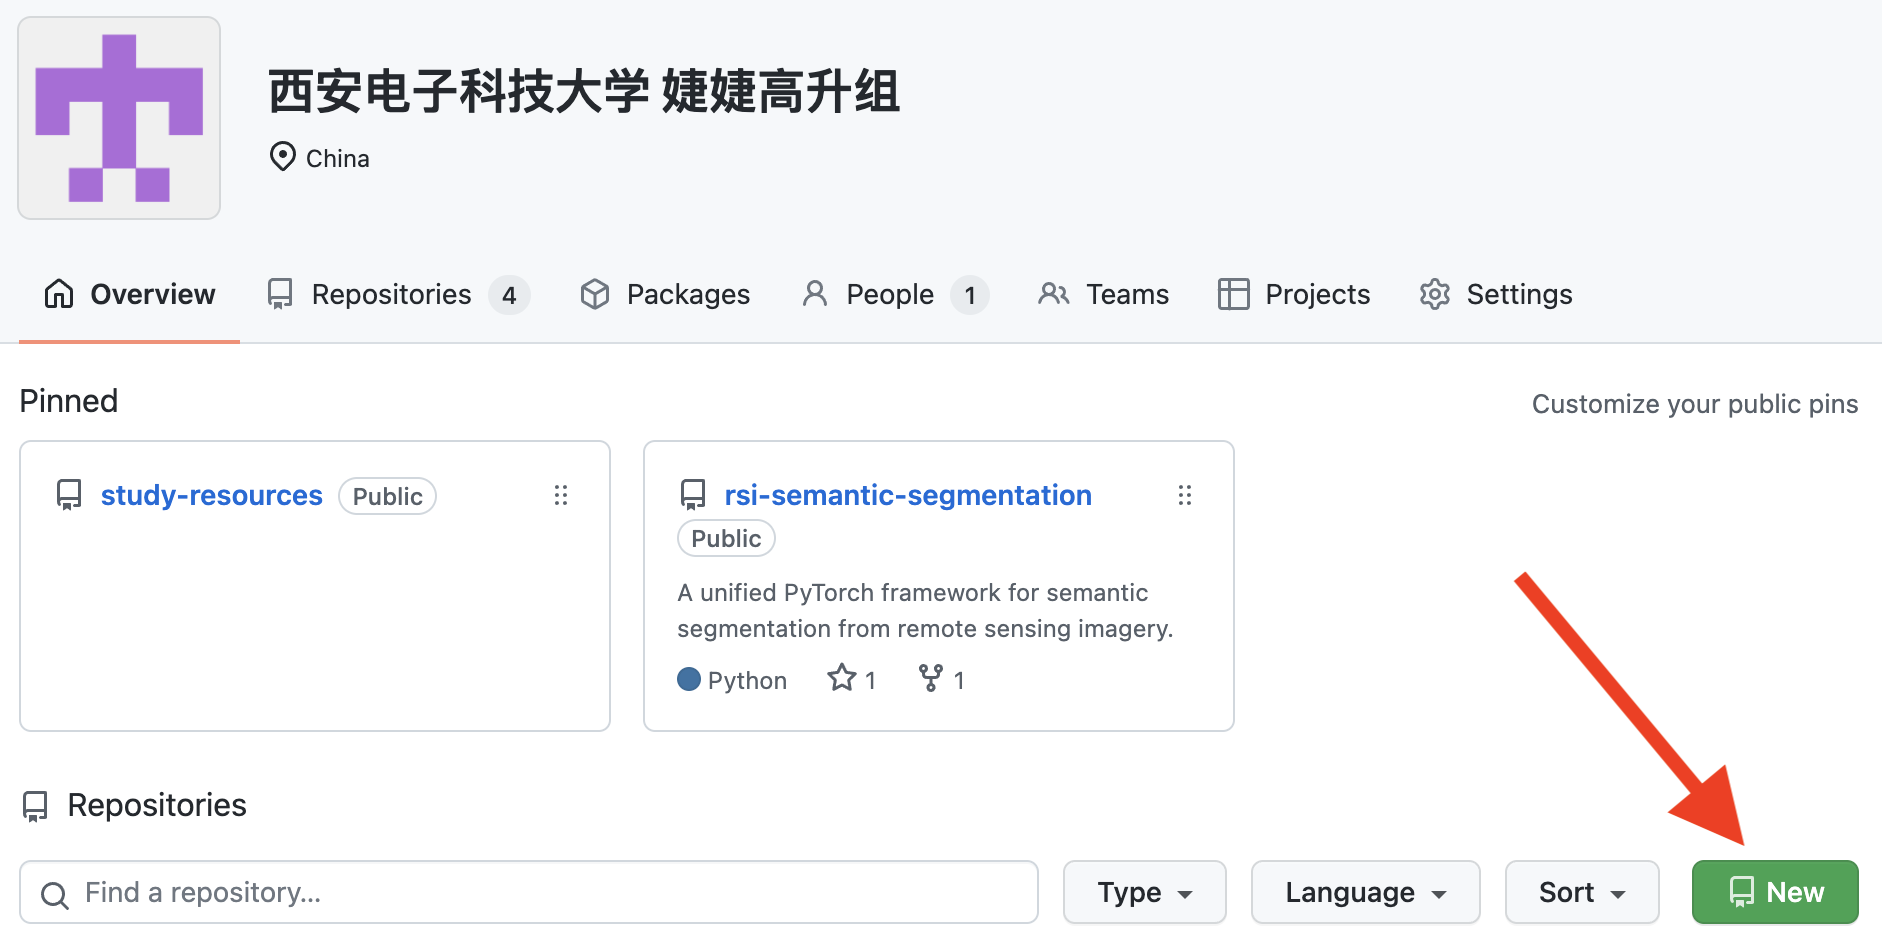 西安电子科技大学 婕婕高升组
China
Overview Repositories 4 Packages People 1 Teams Projects Settings
Pinned
Customize your public pins
study-resources Public
rsi-semantic-segmentation
Public
A unified PyTorch framework for semantic
segmentation from remote sensing imagery.
Python 1 1
Repositories
Find a repository... Type Language Sort New